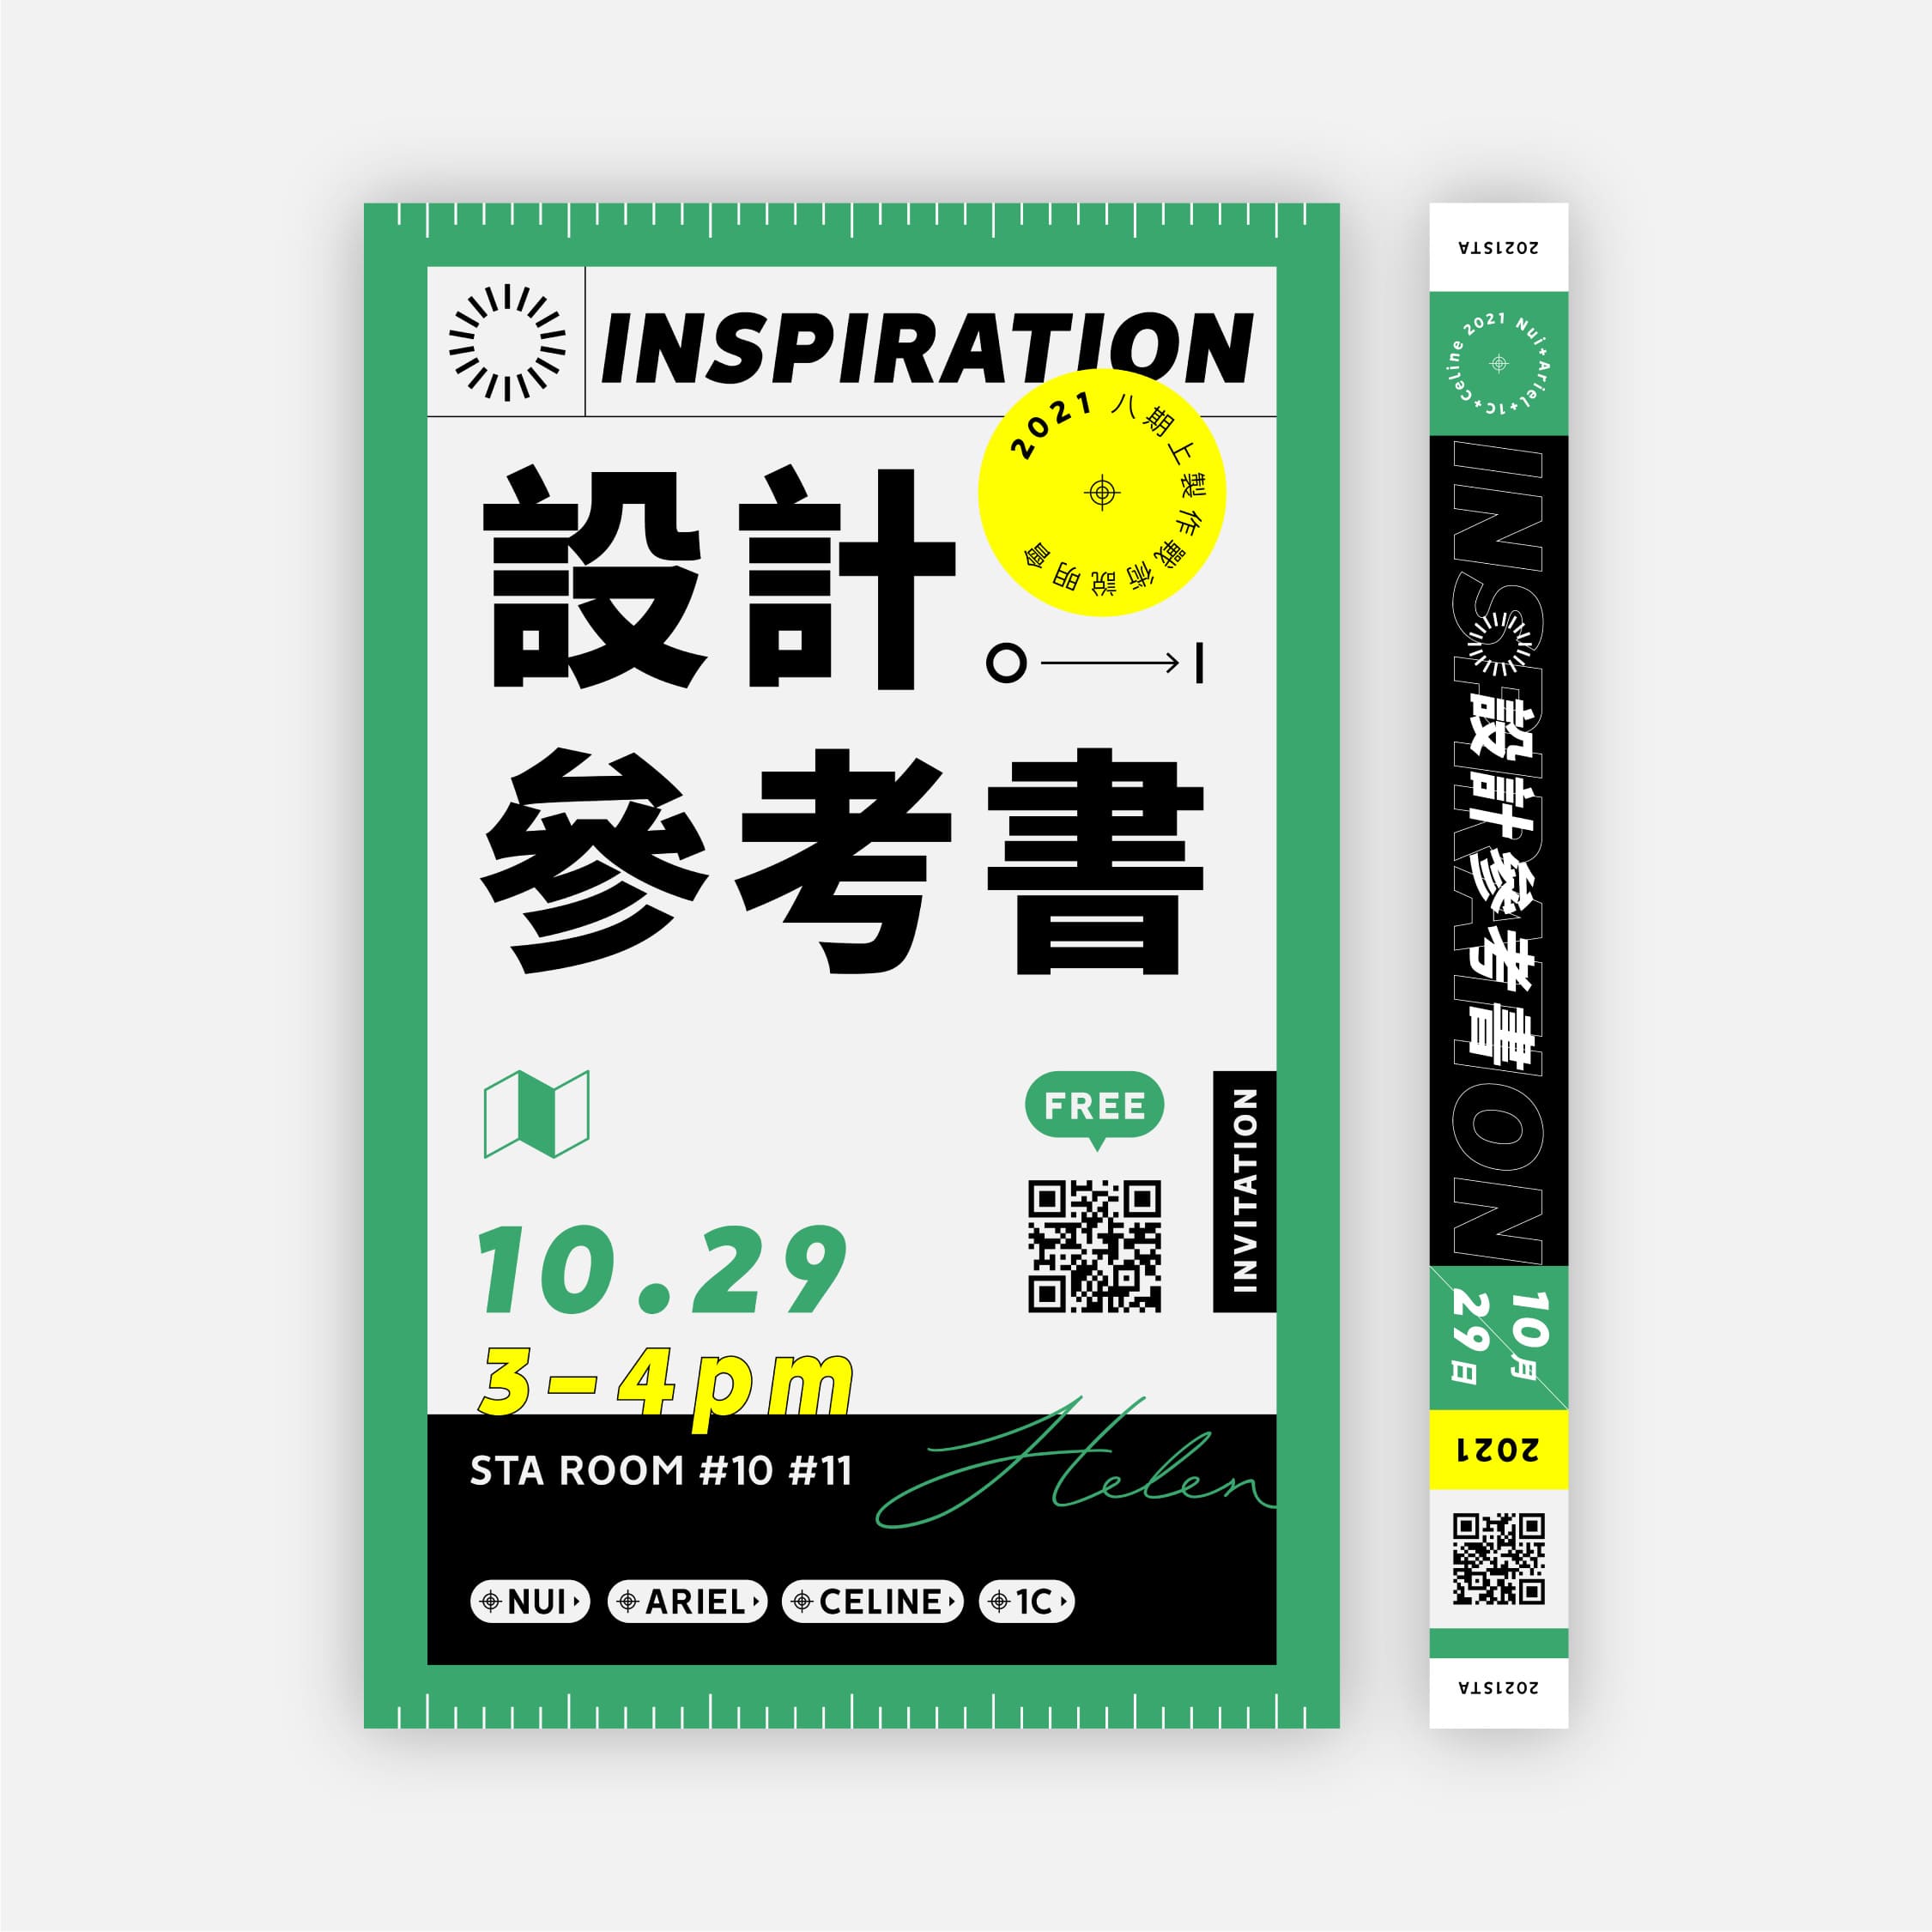 INSPIRATION
2021 八期上製作戰術說明會
設計
參考書
FREE
INVITATION
10.29
3-4pm
STA ROOM #10 #11
Helen
NUI
ARIEL
CELINE
1C
2021STA
2021 Nui+Ariel+1C+Celine
INSPIRATION
設計參考書
10月
29日
2021
2021STA